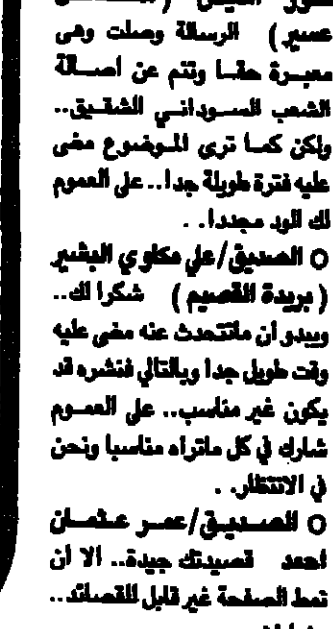 عسير) الرسالة وصلت وهى
معبرة حقا وتنم عن اصالة
الشعب السوداني الشقيق..
ولكن كما ترى الموضوع مضى
عليه فترة طويلة جدا.. على العموم
لك الود مجددا..
○ الصديق/علي مكاوي البشير
(بريدة القصيم) شكرا لك..
ويبدو ان ماتتحدث عنه مضى عليه
وقت طويل جدا وبالتالي فنشره قد
يكون غير مناسب.. على العموم
شارك في كل ماتراه مناسبا ونحن
في الانتظار..
○ الصديق/عمر عثمان
احمد قصيدتك جيدة.. الا ان
نمط الصفحة غير قابل للقصائد..